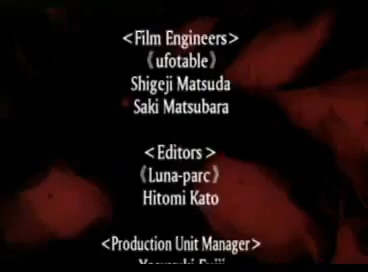 <Film Engineers>
《ufotable》
Shigeji Matsuda
Saki Matsubara
<Editors>
《Luna-parc》
Hitomi Kato
<Production Unit Manager>